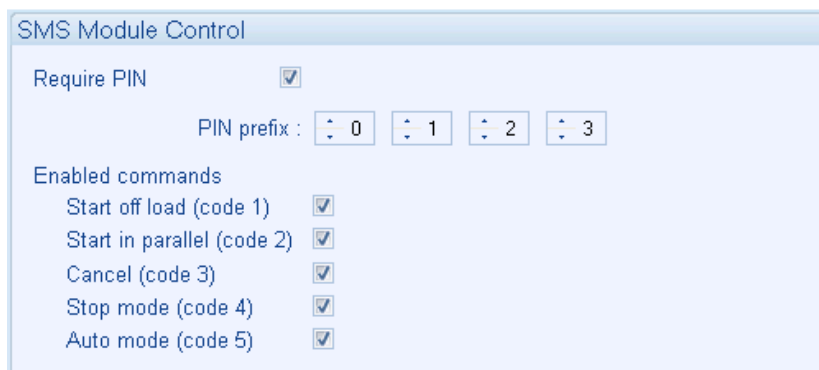 SMS Module Control
Require PIN
PIN prefix : 0 1 2 3
Enabled commands
Start off load (code 1)
Start in parallel (code 2)
Cancel (code 3)
Stop mode (code 4)
Auto mode (code 5)